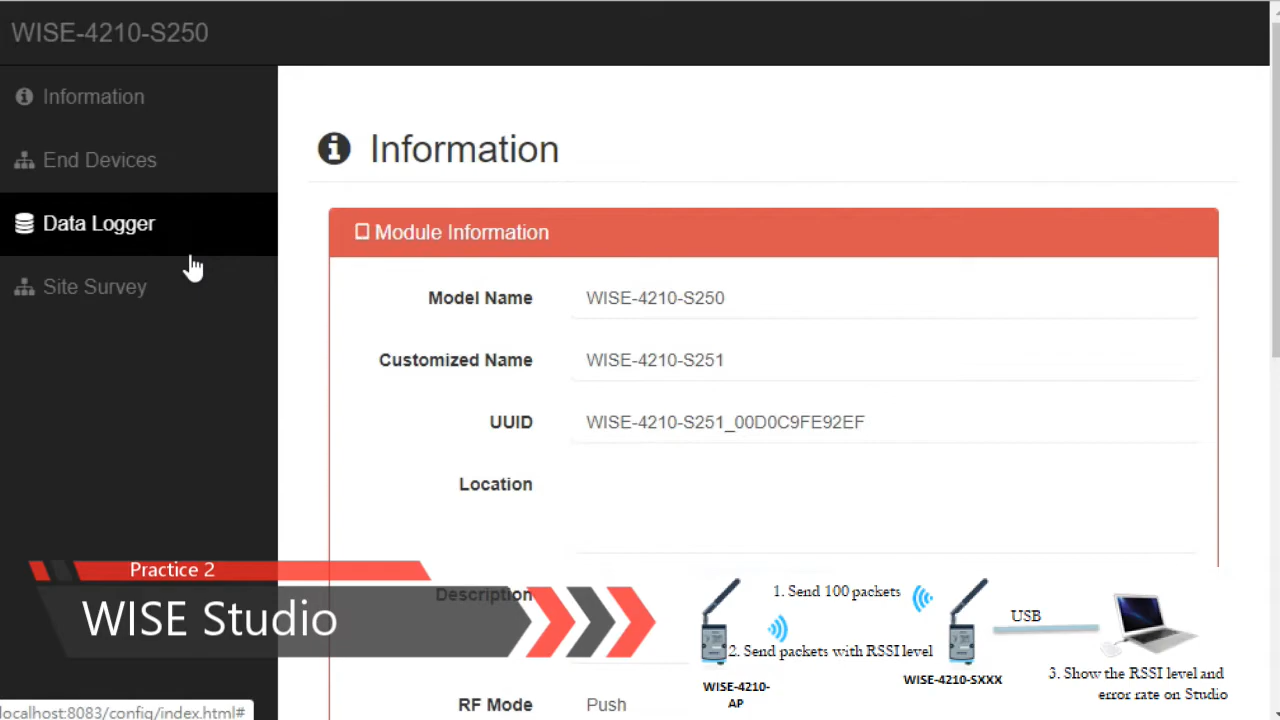 WISE-4210-S250
Information
End Devices
Data Logger
Site Survey
Information
Module Information
Model Name WISE-4210-S250
Customized Name WISE-4210-S251
UUID WISE-4210-S251_00D0C9FE92EF
Location
Description
RF Mode Push
Practice 2
WISE Studio
1. Send 100 packets
2. Send packets with RSSI level
USB
WISE-4210-
AP
WISE-4210-SXXX
3. Show the RSSI level and
error rate on Studio
localhost:8083/config/index.html#